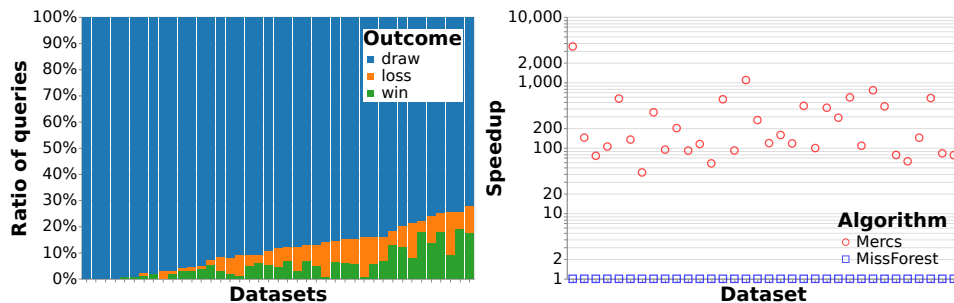 Ratio of queries
100%
90%
80%
70%
60%
50%
40%
30%
20%
10%
0%
Outcome
draw
loss
win
Datasets
Speedup
10,000
2,000
1,000
200
100
20
10
2
1
Algorithm
Mercs
MissForest
Dataset